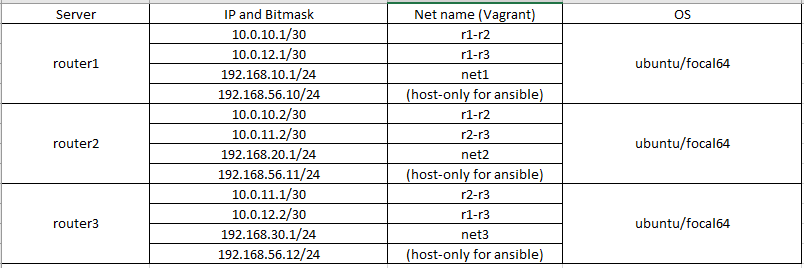 Server IP and Bitmask Net name (Vagrant) OS
10.0.10.1/30 r1-r2
10.0.12.1/30 r1-r3
router1 ubuntu/focal64
192.168.10.1/24 net1
192.168.56.10/24 (host-only for ansible)
10.0.10.2/30 r1-r2
10.0.11.2/30 r2-r3
router2 ubuntu/focal64
192.168.20.1/24 net2
192.168.56.11/24 (host-only for ansible)
10.0.11.1/30 r2-r3
10.0.12.2/30 r1-r3
router3 ubuntu/focal64
192.168.30.1/24 net3
192.168.56.12/24 (host-only for ansible)